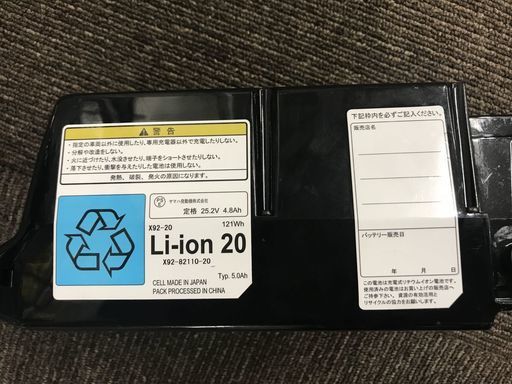 警告
・指定の車両以外に使用したり、専用充電器以外で充電したりしない。
・分解や改造をしない。
・火に近づけたり、水没させたり、端子をショートさせたりしない。
・落下させたり、衝撃を与えたりした電池は使用しない。
発熱、破裂、発火の原因になります。
PS E
ヤマハ発動機株式会社
定格 25.2V 4.8Ah
X92-20
121Wh
Li-ion 20
X92-82110-20
Typ. 5.0Ah
CELL MADE IN JAPAN
PACK PROCESSED IN CHINA
下記枠内を必ずご記入ください。
販売店名
バッテリー販売日
年 月 日
この電池は充電式リチウムイオン電池です。
使用済みの電池はお買い上げの販売店へ
ご持参下さい。資源の有効活用と
リサイクルの協力をお願いします。